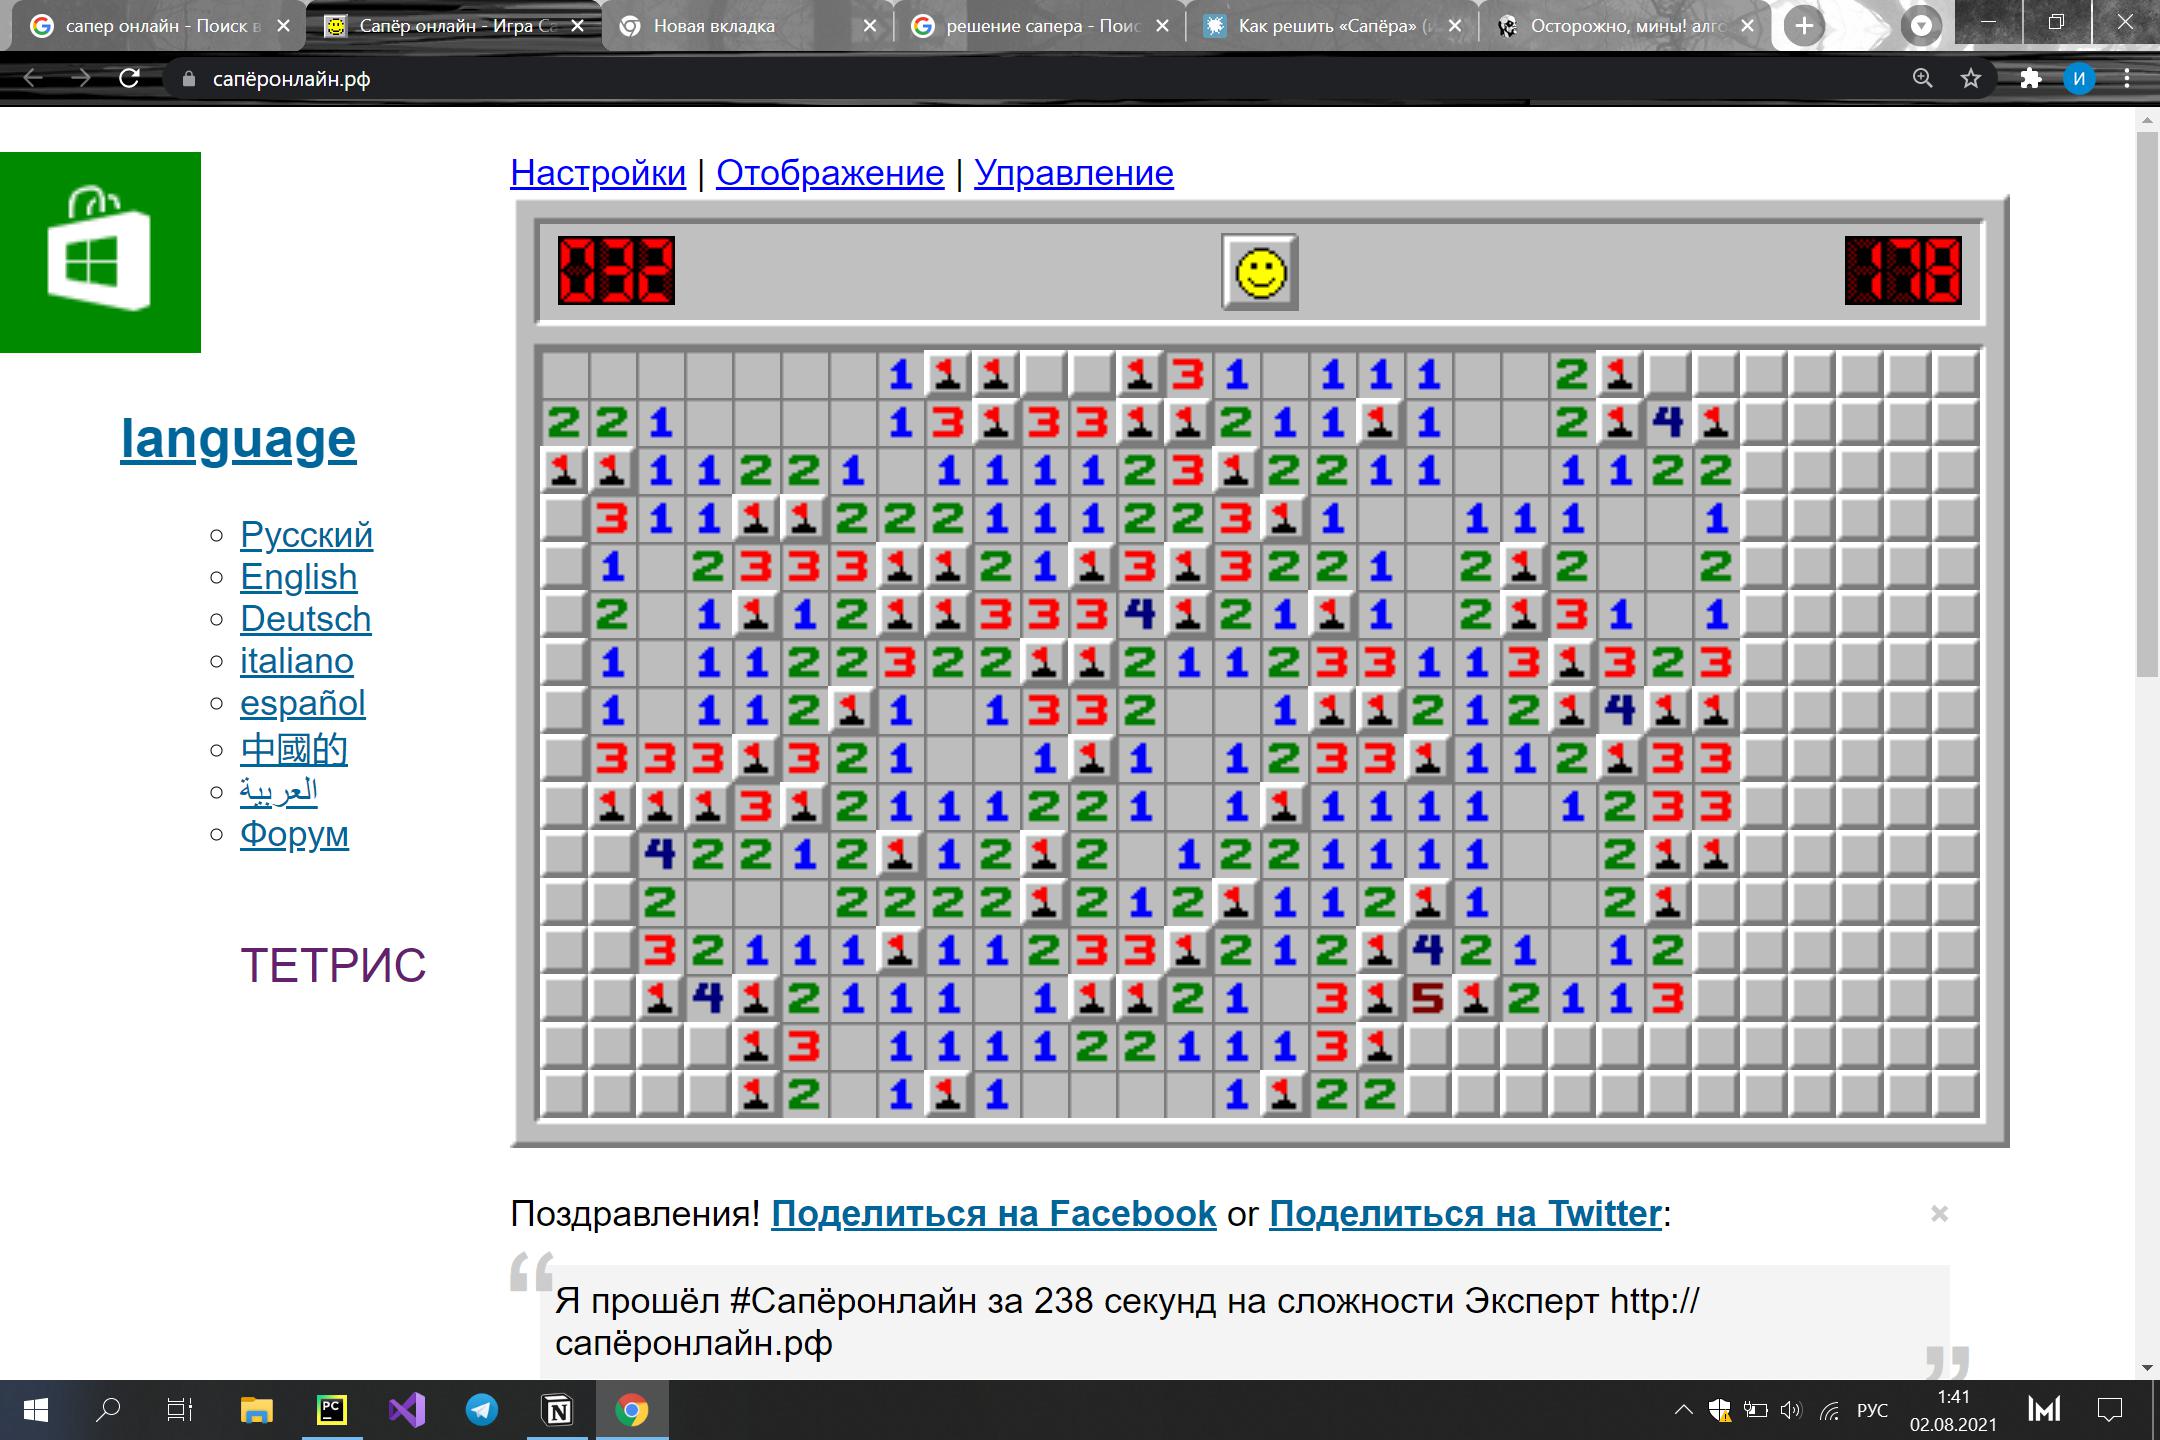 сапер онлайн - Поиск в
Сапёр онлайн - Игра Са
Новая вкладка
решение сапера - Поис
Как решить «Сапёра» (и
Осторожно, мины! алго
сапёронлайн.рф
И
Настройки | Отображение | Управление
032
178
language
Русский
English
Deutsch
italiano
español
中國的
العربية
Форум
ТЕТРИС
1 3 1 1 1 1 2
2 2 1 1 3 3 3 2 1 1 1 2 4
1 1 2 2 1 1 1 1 1 2 3 2 2 1 1 1 1 2 2
3 1 1 2 2 2 1 1 1 2 2 3 1 1 1 1 1
1 2 3 3 3 2 1 3 3 2 2 1 2 2 2
2 1 1 2 3 3 3 4 2 1 1 2 3 1 1
1 1 1 2 2 3 2 2 2 1 1 2 3 3 1 1 3 3 2 3
1 1 1 2 1 1 3 3 2 1 2 1 2 4
3 3 3 3 2 1 1 1 1 2 3 3 1 1 2 3 3
3 2 1 1 1 2 2 1 1 1 1 1 1 1 2 3 3
4 2 2 1 2 1 2 2 1 2 2 1 1 1 1 2
2 2 2 2 2 2 1 2 1 1 2 1 2
3 2 1 1 1 1 1 2 3 3 2 1 2 4 2 1 1 2
4 2 1 1 1 1 2 1 3 5 2 1 1 3
3 1 1 1 1 2 2 1 1 1 3
2 1 1 1 2 2
Поздравления! Поделиться на Facebook or Поделиться на Twitter:
×
“
Я прошёл #Сапёронлайн за 238 секунд на сложности Эксперт http://
сапёронлайн.рф
”
PC
N
РУС
1:41
02.08.2021